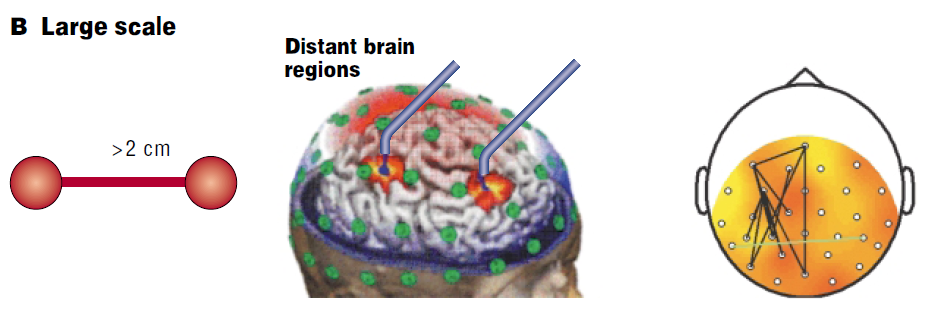 B Large scale
Distant brain
regions
>2 cm